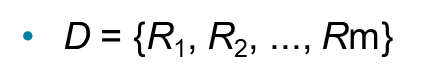 • D = {R₁, R₂, ..., Rm}